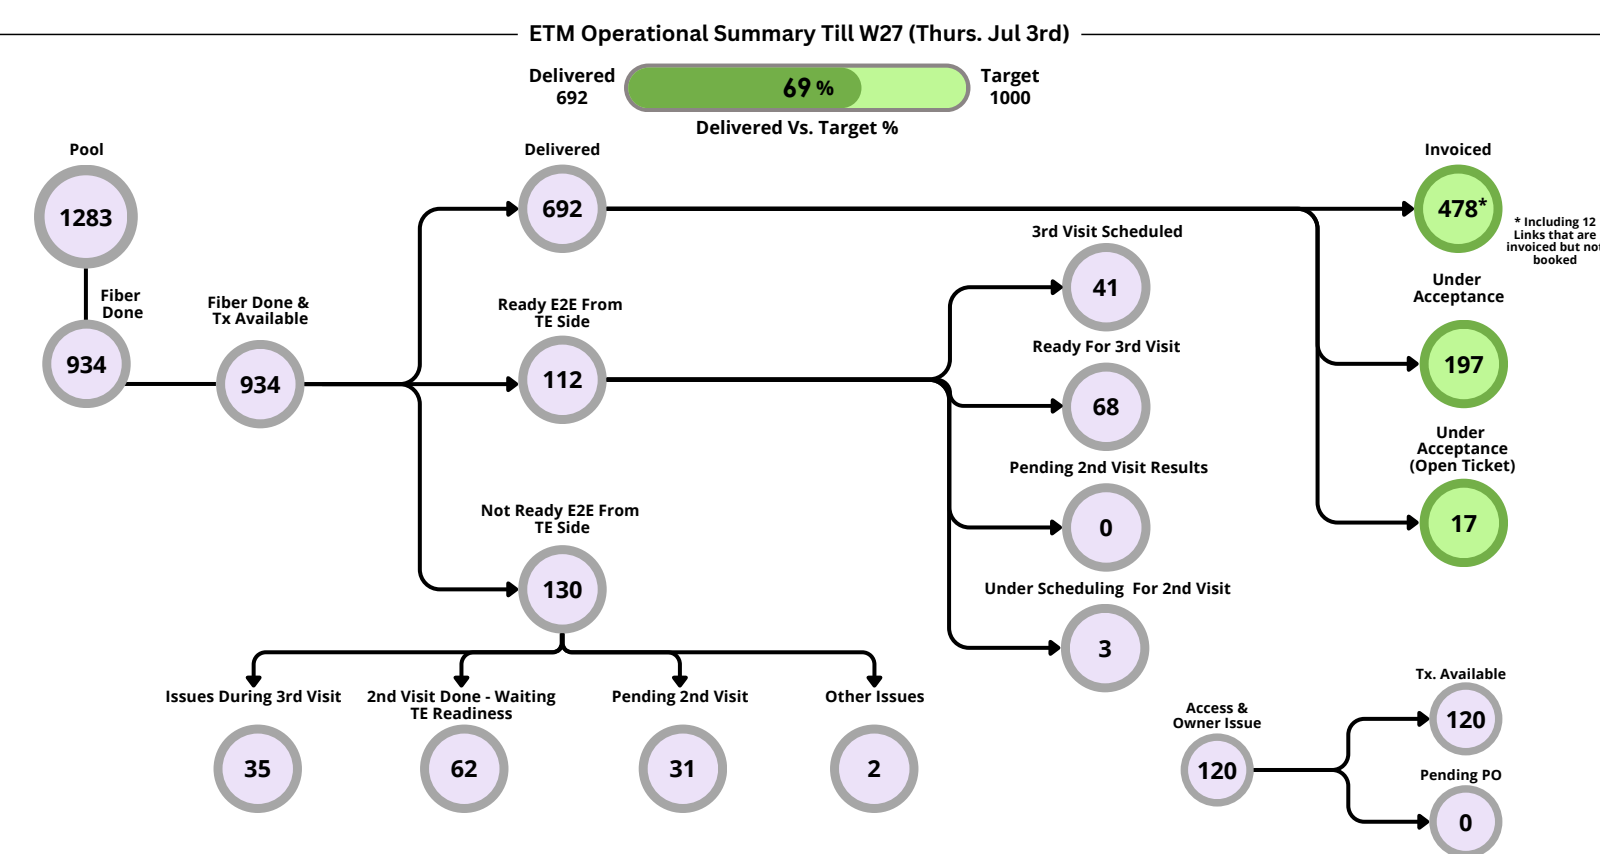 ETM Operational Summary Till W27 (Thurs. Jul 3rd)
Delivered
692
69 %
Target
1000
Delivered Vs. Target %
Pool
1283
Fiber
Done
934
Fiber Done &
Tx Available
934
Delivered
692
Ready E2E From
TE Side
112
Not Ready E2E From
TE Side
130
3rd Visit Scheduled
41
Ready For 3rd Visit
68
Pending 2nd Visit Results
0
Under Scheduling For 2nd Visit
3
Invoiced
478*
* Including 12
Links that are
invoiced but not
booked
Under
Acceptance
197
Under
Acceptance
(Open Ticket)
17
Issues During 3rd Visit
35
2nd Visit Done - Waiting
TE Readiness
62
Pending 2nd Visit
31
Other Issues
2
Access &
Owner Issue
120
Tx. Available
120
Pending PO
0